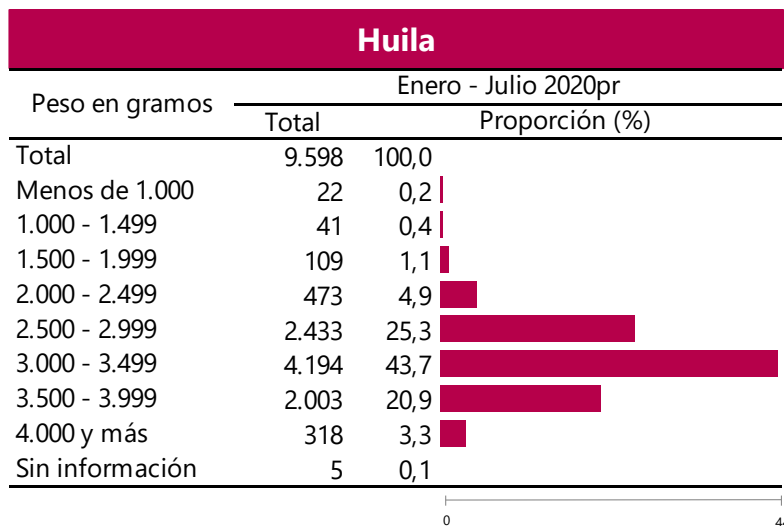 Huila
Enero - Julio 2020pr
Peso en gramos
Total Proporción (%)
Total 9.598 100,0
Menos de 1.000 22 0,2
1.000 - 1.499 41 0,4
1.500 - 1.999 109 1,1
2.000 - 2.499 473 4,9
2.500 - 2.999 2.433 25,3
3.000 - 3.499 4.194 43,7
3.500 - 3.999 2.003 20,9
4.000 y más 318 3,3
Sin información 5 0,1
0